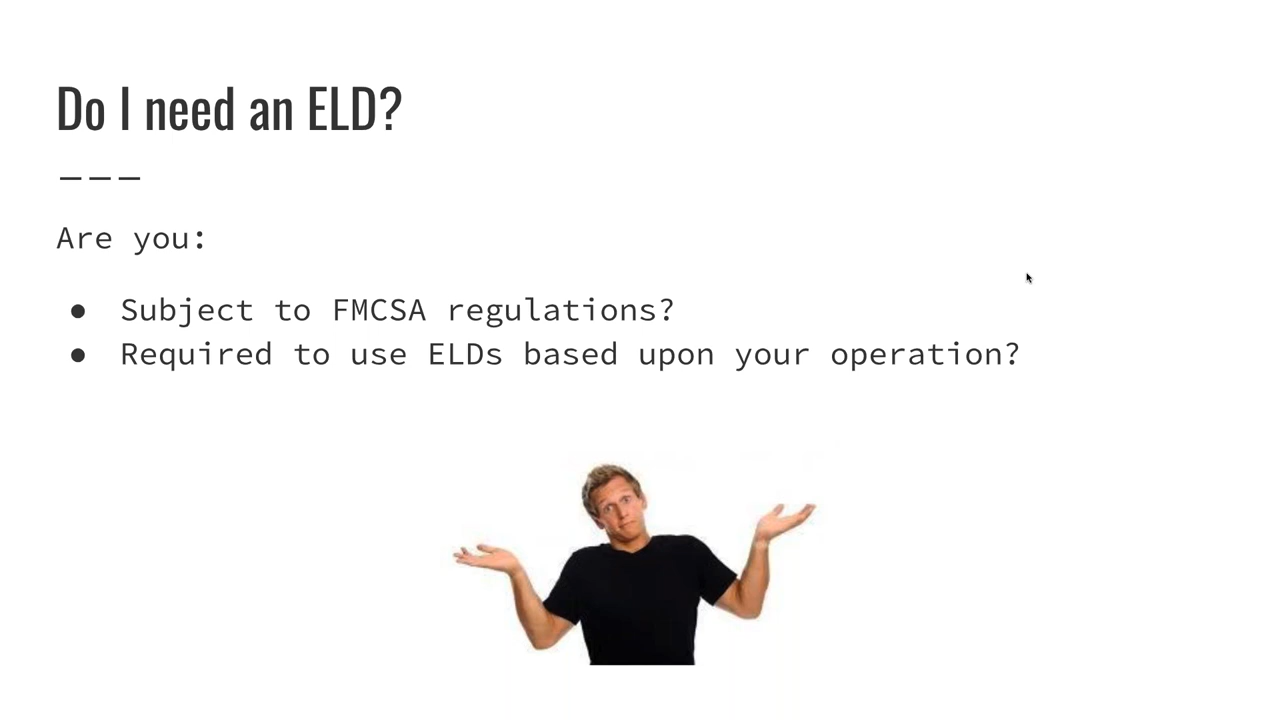 Do I need an ELD?
Are you:
● Subject to FMCSA regulations?
● Required to use ELDs based upon your operation?